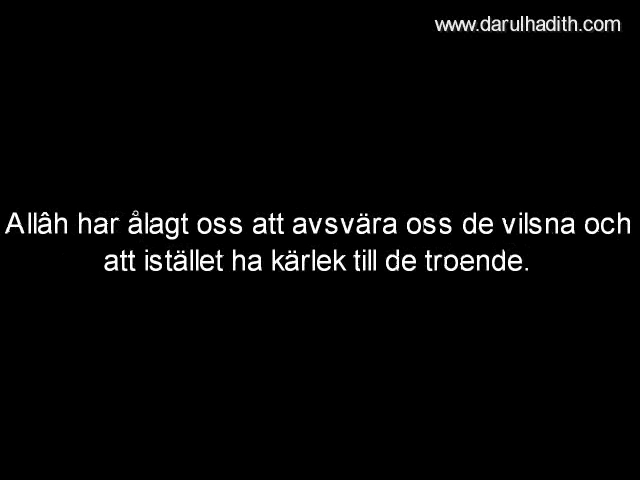 www.darulhadith.com
Allâh har ålagt oss att avsvära oss de vilsna och
att istället ha kärlek till de troende.